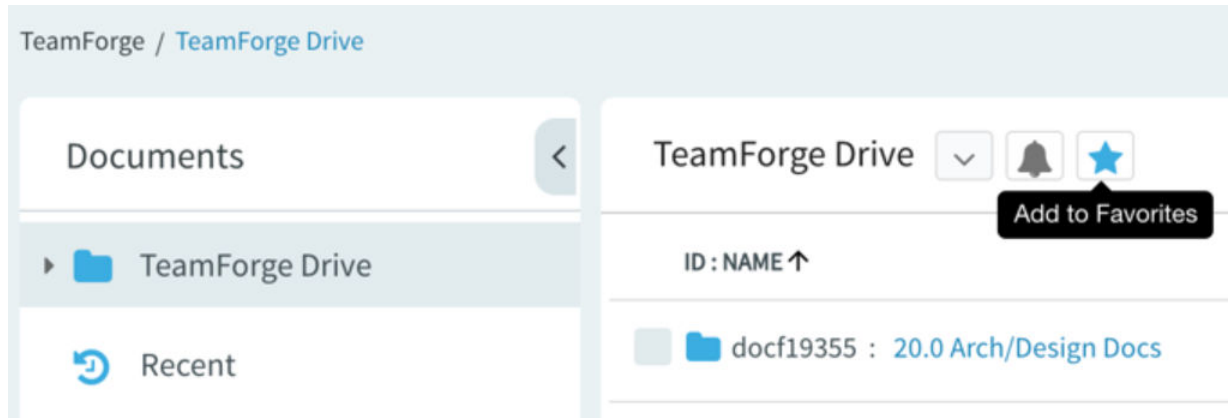 TeamForge / TeamForge Drive
Documents
TeamForge Drive
Add to Favorites
TeamForge Drive
ID : NAME
Recent
docf19355 : 20.0 Arch/Design Docs